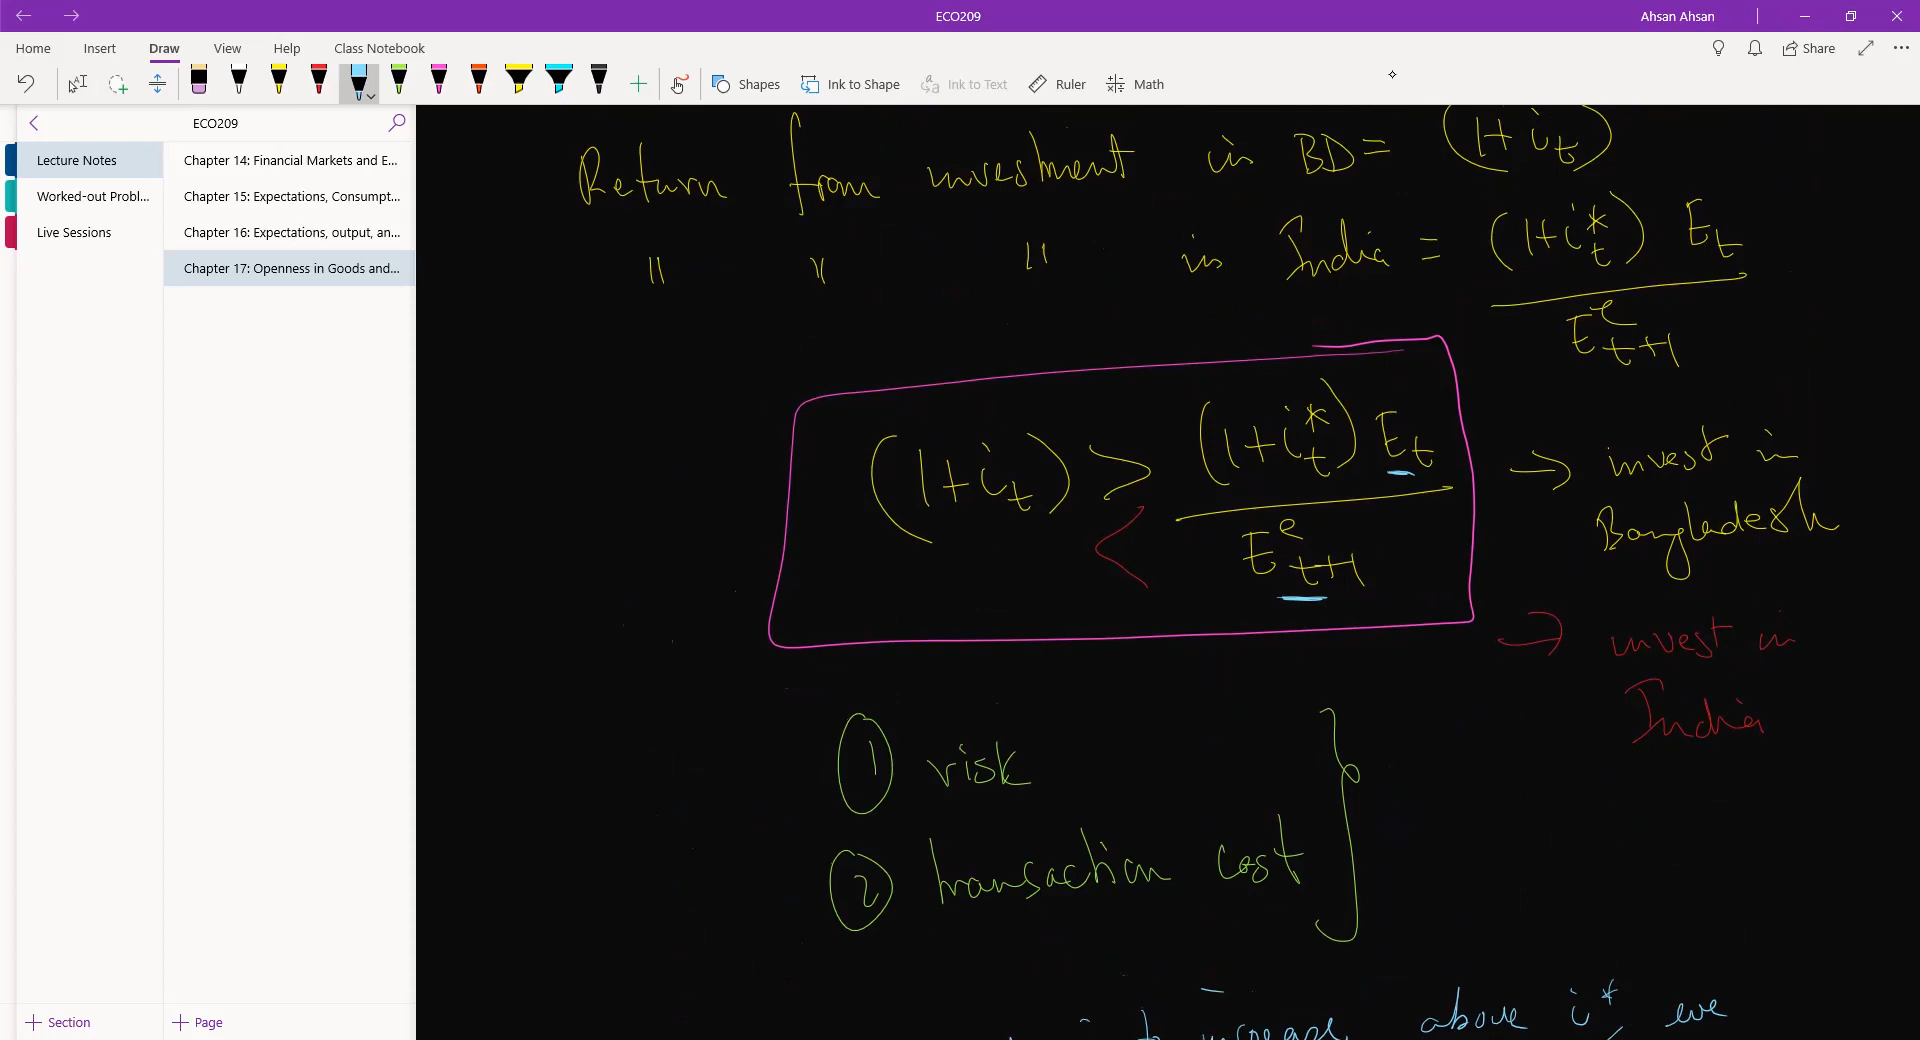 ECO209
Ahsan Ahsan
Home Insert Draw View Help Class Notebook
Share
Shapes Ink to Shape Ink to Text Ruler Math
ECO209
Lecture Notes
Worked-out Probl...
Live Sessions
Chapter 14: Financial Markets and E...
Chapter 15: Expectations, Consumpt...
Chapter 16: Expectations, output, an...
Chapter 17: Openness in Goods and...
Return from investment in BD = (1+i_t)
" " " in India = (1+i*_t) E_t / E^e_{t+1}
(1+i_t) > (1+i*_t) E_t / E^e_{t+1} → invest in
Bangladesh
< → invest in
India
1 risk
2 transaction cost
above i*, we
Section
Page